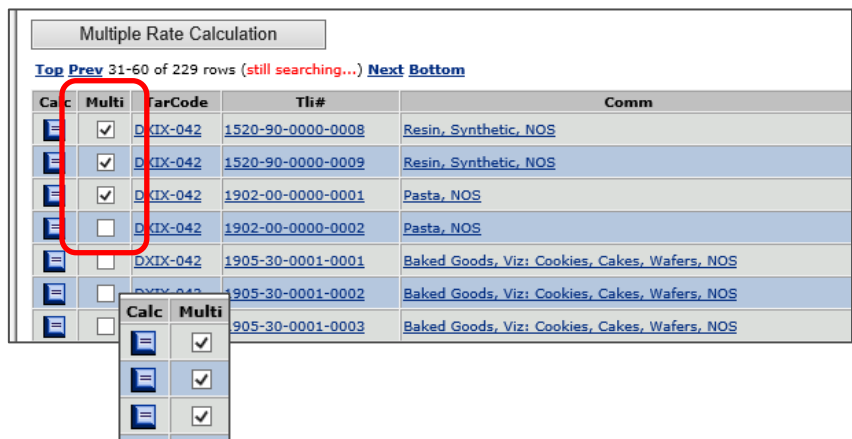 Multiple Rate Calculation
Top Prev 31-60 of 229 rows (still searching...) Next Bottom
Calc Multi TarCode Tli# Comm
DXIX-042 1520-90-0000-0008 Resin, Synthetic, NOS
DXIX-042 1520-90-0000-0009 Resin, Synthetic, NOS
DXIX-042 1902-00-0000-0001 Pasta, NOS
DXIX-042 1902-00-0000-0002 Pasta, NOS
DXIX-042 1905-30-0001-0001 Baked Goods, Viz: Cookies, Cakes, Wafers, NOS
DXIX-042 1905-30-0001-0002 Baked Goods, Viz: Cookies, Cakes, Wafers, NOS
905-30-0001-0003 Baked Goods, Viz: Cookies, Cakes, Wafers, NOS
Calc Multi